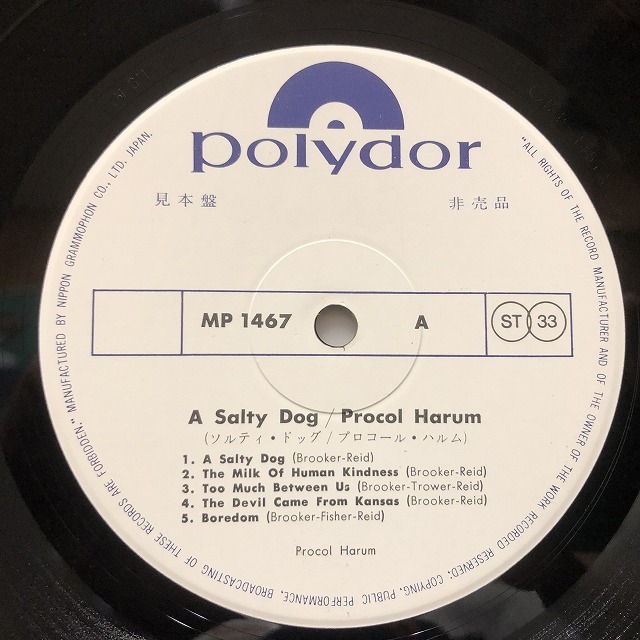 polydor
見本盤 非売品
MP 1467 A ST 33
A Salty Dog / Procol Harum
(ソルティ・ドッグ / プロコール・ハルム)
1. A Salty Dog (Brooker-Reid)
2. The Milk Of Human Kindness (Brooker-Reid)
3. Too Much Between Us (Brooker-Trower-Reid)
4. The Devil Came From Kansas (Brooker-Reid)
5. Boredom (Brooker-Fisher-Reid)
Procol Harum
"ALL RIGHTS OF THE RECORD MANUFACTURER AND OF THE OWNER OF THE WORK RECORDED RESERVED; COPYING, PUBLIC PERFORMANCE, BROADCASTING OF THESE RECORDS ARE FORBIDDEN." MANUFACTURED BY NIPPON GRAMMOPHON CO., LTD. JAPAN.